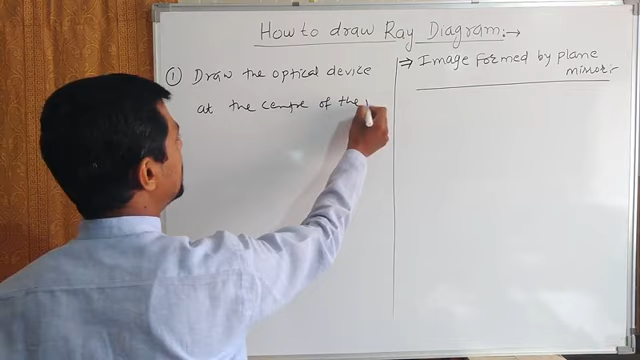 How to draw Ray Diagram:→
① Draw the optical device
at the centre of the
⇒ Image formed by plane
mirror: